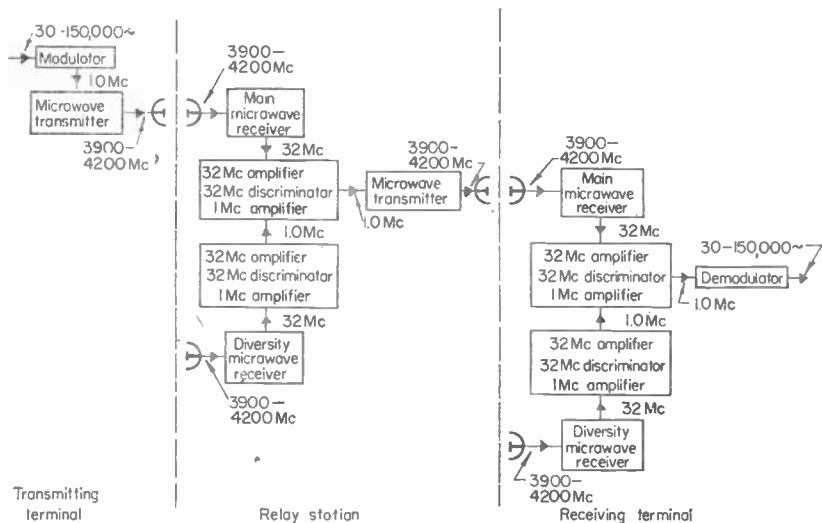 30-150,000~
Modulator
1.0 Mc
Microwave
transmitter
3900-
4200 Mc
Transmitting
terminal
3900-
4200 Mc
Main
microwave
receiver
32 Mc
32 Mc amplifier
32 Mc discriminator
1 Mc amplifier
1.0 Mc
32 Mc amplifier
32 Mc discriminator
1 Mc amplifier
32 Mc
Diversity
microwave
receiver
3900-
4200 Mc
1.0 Mc
Microwave
transmitter
3900-
4200 Mc
Relay station
3900-
4200 Mc
Main
microwave
receiver
32 Mc
32 Mc amplifier
32 Mc discriminator
1 Mc amplifier
1.0 Mc
32 Mc amplifier
32 Mc discriminator
1 Mc amplifier
32 Mc
Diversity
microwave
receiver
3900-
4200 Mc
1.0 Mc
Demodulator
30-150,000~
Receiving terminal